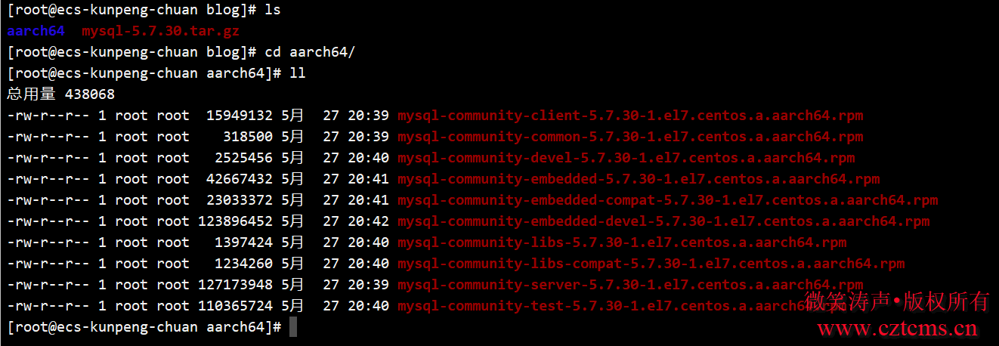 [root@ecs-kunpeng-chuan blog]# ls
aarch64  mysql-5.7.30.tar.gz
[root@ecs-kunpeng-chuan blog]# cd aarch64/
[root@ecs-kunpeng-chuan aarch64]# ll
总用量 438068
-rw-r--r-- 1 root root  15949132 5月  27 20:39 mysql-community-client-5.7.30-1.el7.centos.a.aarch64.rpm
-rw-r--r-- 1 root root    318500 5月  27 20:39 mysql-community-common-5.7.30-1.el7.centos.a.aarch64.rpm
-rw-r--r-- 1 root root   2525456 5月  27 20:40 mysql-community-devel-5.7.30-1.el7.centos.a.aarch64.rpm
-rw-r--r-- 1 root root  42667432 5月  27 20:41 mysql-community-embedded-5.7.30-1.el7.centos.a.aarch64.rpm
-rw-r--r-- 1 root root  23033372 5月  27 20:41 mysql-community-embedded-compat-5.7.30-1.el7.centos.a.aarch64.rpm
-rw-r--r-- 1 root root 123896452 5月  27 20:42 mysql-community-embedded-devel-5.7.30-1.el7.centos.a.aarch64.rpm
-rw-r--r-- 1 root root   1397424 5月  27 20:40 mysql-community-libs-5.7.30-1.el7.centos.a.aarch64.rpm
-rw-r--r-- 1 root root   1234260 5月  27 20:40 mysql-community-libs-compat-5.7.30-1.el7.centos.a.aarch64.rpm
-rw-r--r-- 1 root root 127173948 5月  27 20:39 mysql-community-server-5.7.30-1.el7.centos.a.aarch64.rpm
-rw-r--r-- 1 root root 110365724 5月  27 20:40 mysql-community-test-5.7.30-1.el7.centos.a.aarch64.rpm
微笑涛声•版权所有
[root@ecs-kunpeng-chuan aarch64]#
www.cztcms.cn